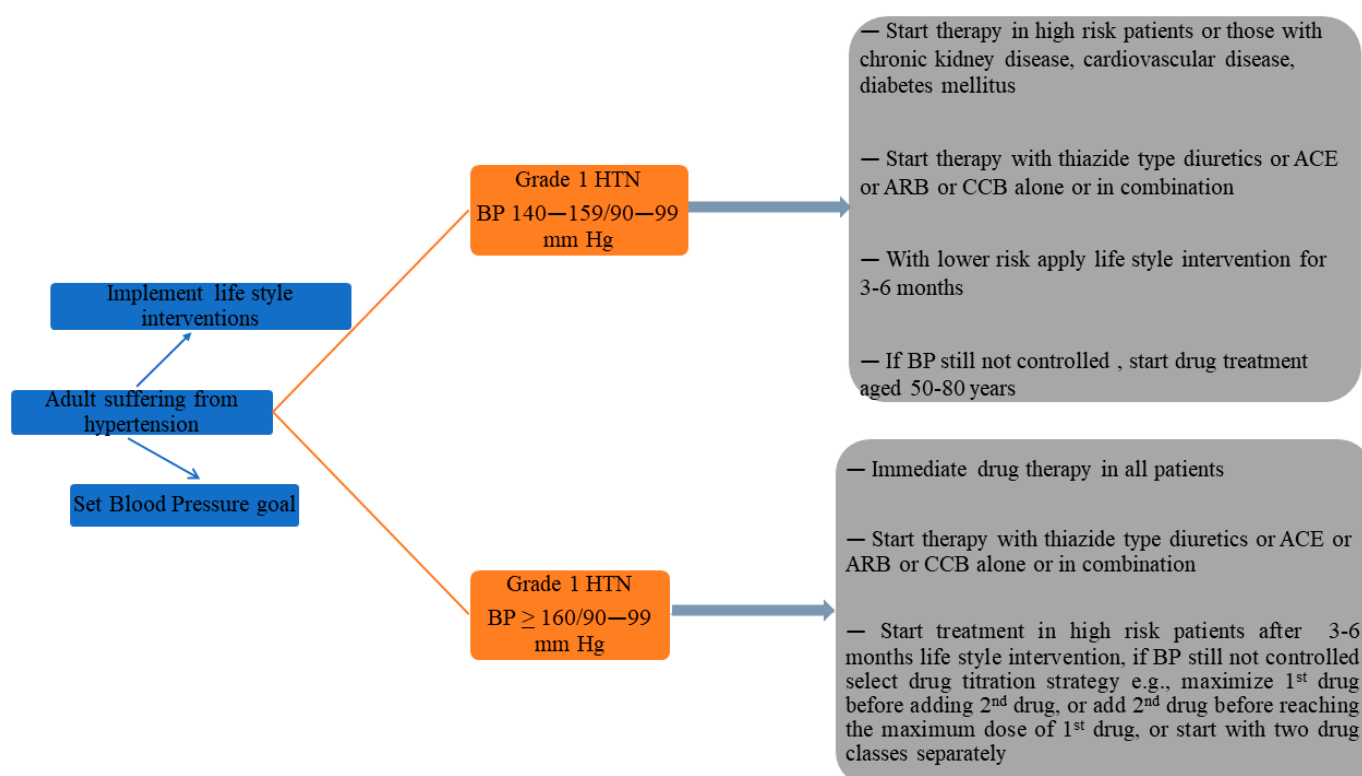 Implement life style
interventions
Adult suffering from
hypertension
Set Blood Pressure goal
Grade 1 HTN
BP 140—159/90—99
mm Hg
— Start therapy in high risk patients or those with
chronic kidney disease, cardiovascular disease,
diabetes mellitus
— Start therapy with thiazide type diuretics or ACE
or ARB or CCB alone or in combination
— With lower risk apply life style intervention for
3-6 months
— If BP still not controlled , start drug treatment
aged 50-80 years
Grade 1 HTN
BP ≥ 160/90—99
mm Hg
— Immediate drug therapy in all patients
— Start therapy with thiazide type diuretics or ACE or
ARB or CCB alone or in combination
— Start treatment in high risk patients after 3-6
months life style intervention, if BP still not controlled
select drug titration strategy e.g., maximize 1st drug
before adding 2nd drug, or add 2nd drug before reaching
the maximum dose of 1st drug, or start with two drug
classes separately